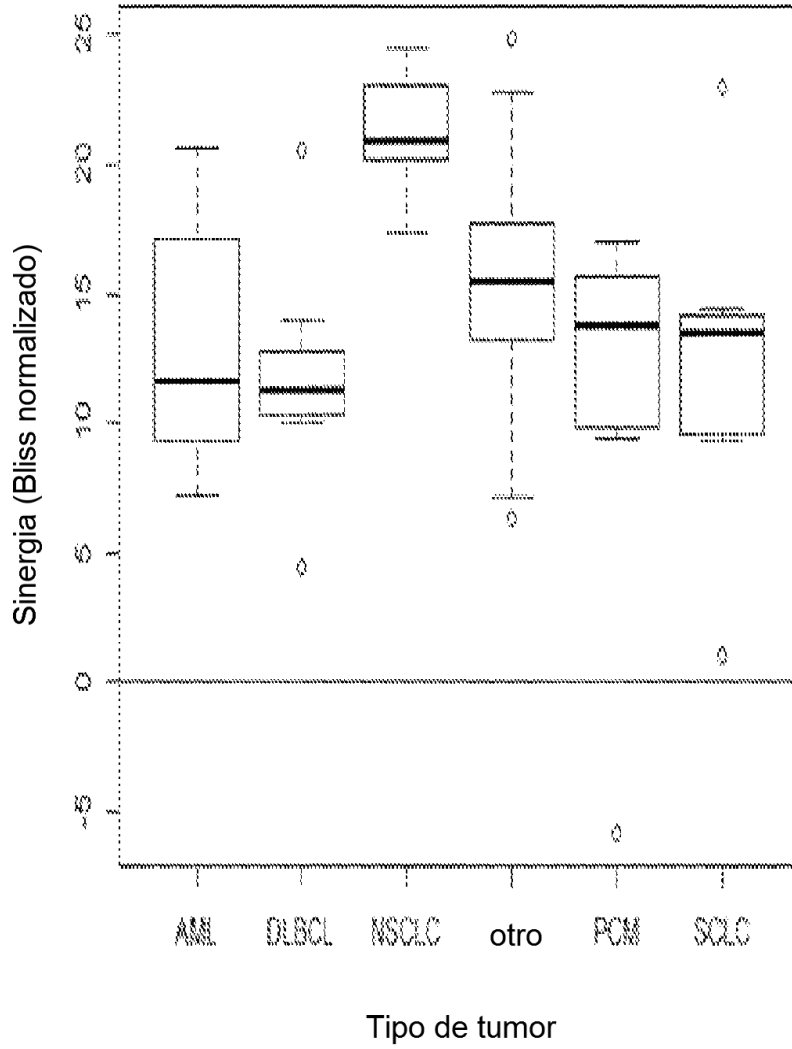 Sinergia (Bliss normalizado)
25
20
15
10
5
0
-5
AML DLBCL NSCLC otro PCM SCLC
Tipo de tumor